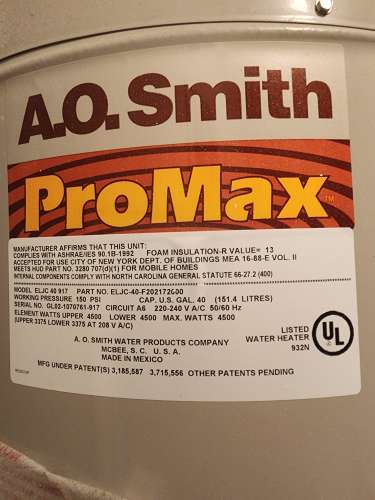 A.O. Smith
ProMax™
MANUFACTURER AFFIRMS THAT THIS UNIT:
COMPLIES WITH ASHRAE/IES 90.1B-1992 FOAM INSULATION-R VALUE= 13
ACCEPTED FOR USE CITY OF NEW YORK DEPT. OF BUILDINGS MEA 16-88-E VOL. II
MEETS HUD PART NO. 3280 707(d)(1) FOR MOBILE HOMES
INTERNAL COMPONENTS COMPLY WITH NORTH CAROLINA GENERAL STATUTE 66-27.2 (400)
MODEL ELJC 40 917 PART NO. ELJC-40-F202172600
WORKING PRESSURE 150 PSI CAP. U.S. GAL. 40 (151.4 LITRES)
SERIAL NO. GL02-1070761-917 CIRCUIT A6 220-240 V A/C 50/60 Hz
ELEMENT WATTS UPPER 4500 LOWER 4500 MAX. WATTS 4500
(UPPER 3375 LOWER 3375 AT 208 V A/C)
LISTED
WATER HEATER
932N
UL
A. O. SMITH WATER PRODUCTS COMPANY
MCBEE, S. C. U. S. A.
MADE IN MEXICO
MFG UNDER PATENT(S) 3,185,587 3,715,556 OTHER PATENTS PENDING